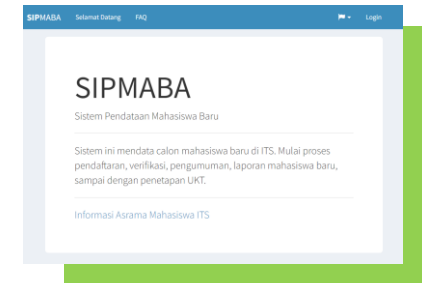 SIPMABA Selamat Datang FAQ Login
SIPMABA
Sistem Pendataan Mahasiswa Baru
Sistem ini mendata calon mahasiswa baru di ITS. Mulai proses
pendaftaran, verifikasi, pengumuman, laporan mahasiswa baru,
sampai dengan penetapan UKT.
Informasi Asrama Mahasiswa ITS